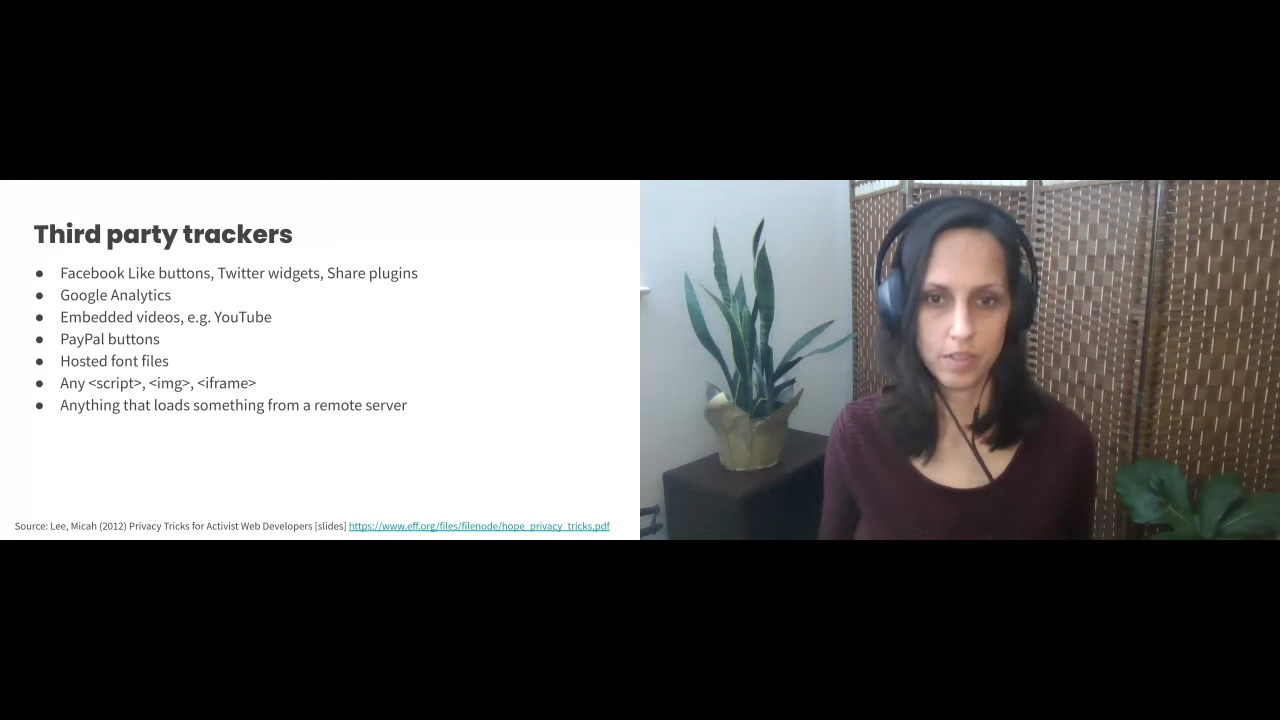 Third party trackers
● Facebook Like buttons, Twitter widgets, Share plugins
● Google Analytics
● Embedded videos, e.g. YouTube
● PayPal buttons
● Hosted font files
● Any <script>, <img>, <iframe>
● Anything that loads something from a remote server
Source: Lee, Micah (2012) Privacy Tricks for Activist Web Developers [slides] https://www.eff.org/files/filenode/hope_privacy_tricks.pdf